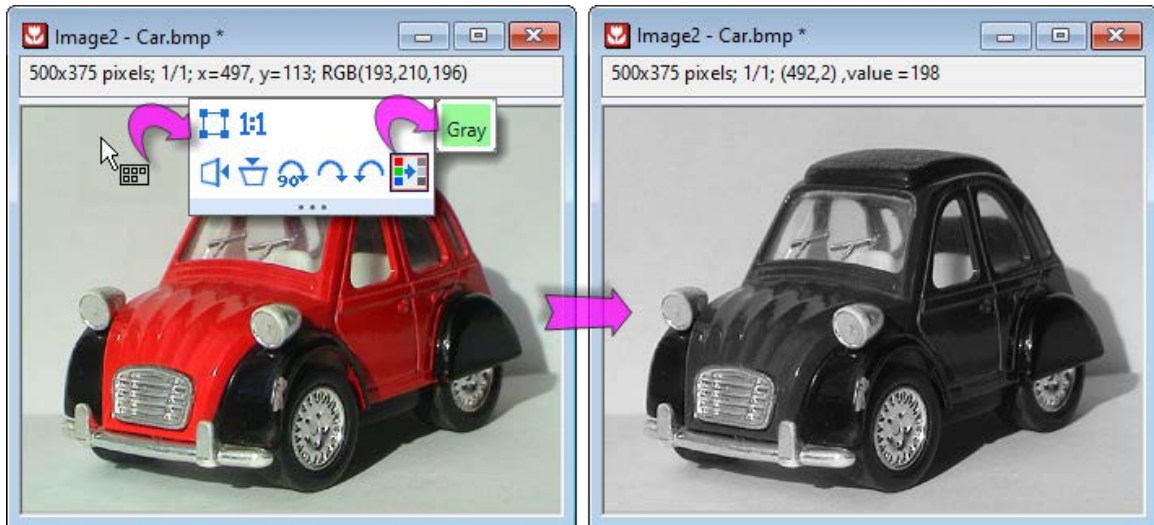 Image2 - Car.bmp *
500x375 pixels; 1/1; x=497, y=113; RGB(193,210,196)
1:1
Gray
90
Image2 - Car.bmp *
500x375 pixels; 1/1; (492,2) ,value =198